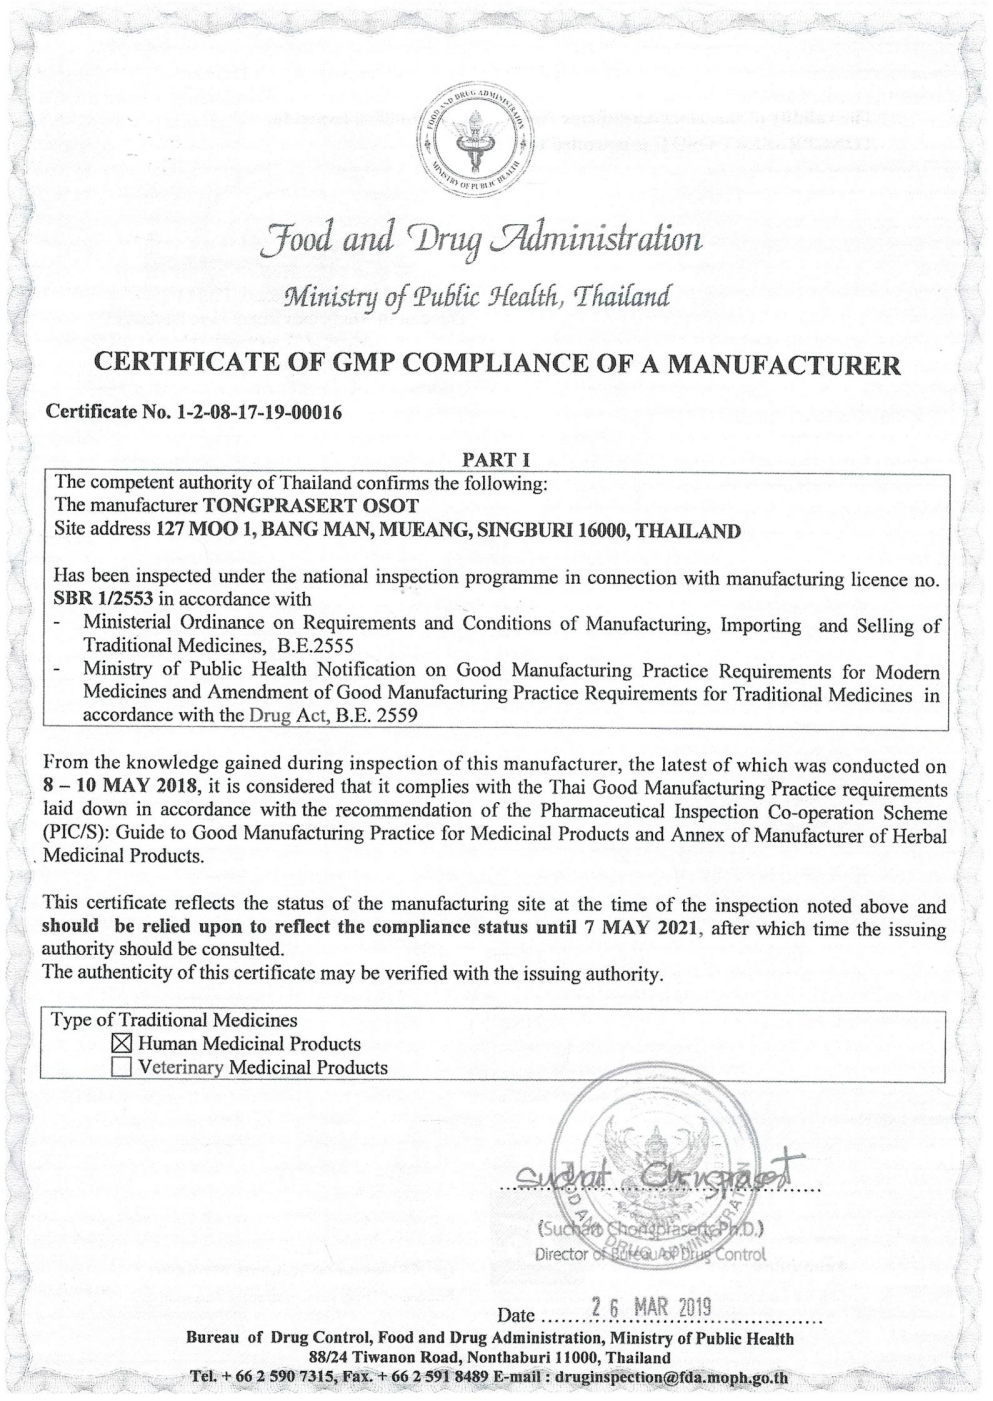 FOOD AND DRUG ADMINISTRATION
MINISTRY OF PUBLIC HEALTH
Food and Drug Administration
Ministry of Public Health, Thailand
CERTIFICATE OF GMP COMPLIANCE OF A MANUFACTURER
Certificate No. 1-2-08-17-19-00016
PART I
The competent authority of Thailand confirms the following:
The manufacturer TONGPRASERT OSOT
Site address 127 MOO 1, BANG MAN, MUEANG, SINGBURI 16000, THAILAND
Has been inspected under the national inspection programme in connection with manufacturing licence no.
SBR 1/2553 in accordance with
- Ministerial Ordinance on Requirements and Conditions of Manufacturing, Importing and Selling of
Traditional Medicines, B.E.2555
- Ministry of Public Health Notification on Good Manufacturing Practice Requirements for Modern
Medicines and Amendment of Good Manufacturing Practice Requirements for Traditional Medicines in
accordance with the Drug Act, B.E. 2559
From the knowledge gained during inspection of this manufacturer, the latest of which was conducted on
8 – 10 MAY 2018, it is considered that it complies with the Thai Good Manufacturing Practice requirements
laid down in accordance with the recommendation of the Pharmaceutical Inspection Co-operation Scheme
(PIC/S): Guide to Good Manufacturing Practice for Medicinal Products and Annex of Manufacturer of Herbal
Medicinal Products.
This certificate reflects the status of the manufacturing site at the time of the inspection noted above and
should be relied upon to reflect the compliance status until 7 MAY 2021, after which time the issuing
authority should be consulted.
The authenticity of this certificate may be verified with the issuing authority.
Type of Traditional Medicines
☒ Human Medicinal Products
☐ Veterinary Medicinal Products
(Suchart Chongprasert, Ph.D.)
Director of Bureau of Drug Control
FOOD AND DRUG ADMINISTRATION
Date 26 MAR 2019
Bureau of Drug Control, Food and Drug Administration, Ministry of Public Health
88/24 Tiwanon Road, Nonthaburi 11000, Thailand
Tel. + 66 2 590 7315, Fax. + 66 2 591 8489 E-mail : druginspection@fda.moph.go.th